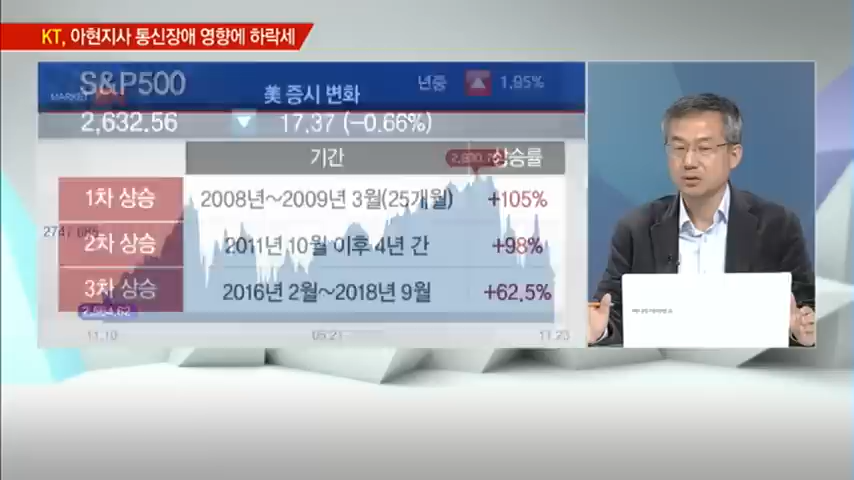 KT, 아현지사 통신장애 영향에 하락세
S&P500 년중 ▲ 1.95%
MARKET
美 증시 변화
2,632.56 ▼ 17.37 (-0.66%)
기간 상승률
1차 상승 2008년~2009년 3월(25개월) +105%
2차 상승 2011년 10월 이후 4년 간 +98%
3차 상승 2016년 2월~2018년 9월 +62.5%
11.10 05.21 11.23